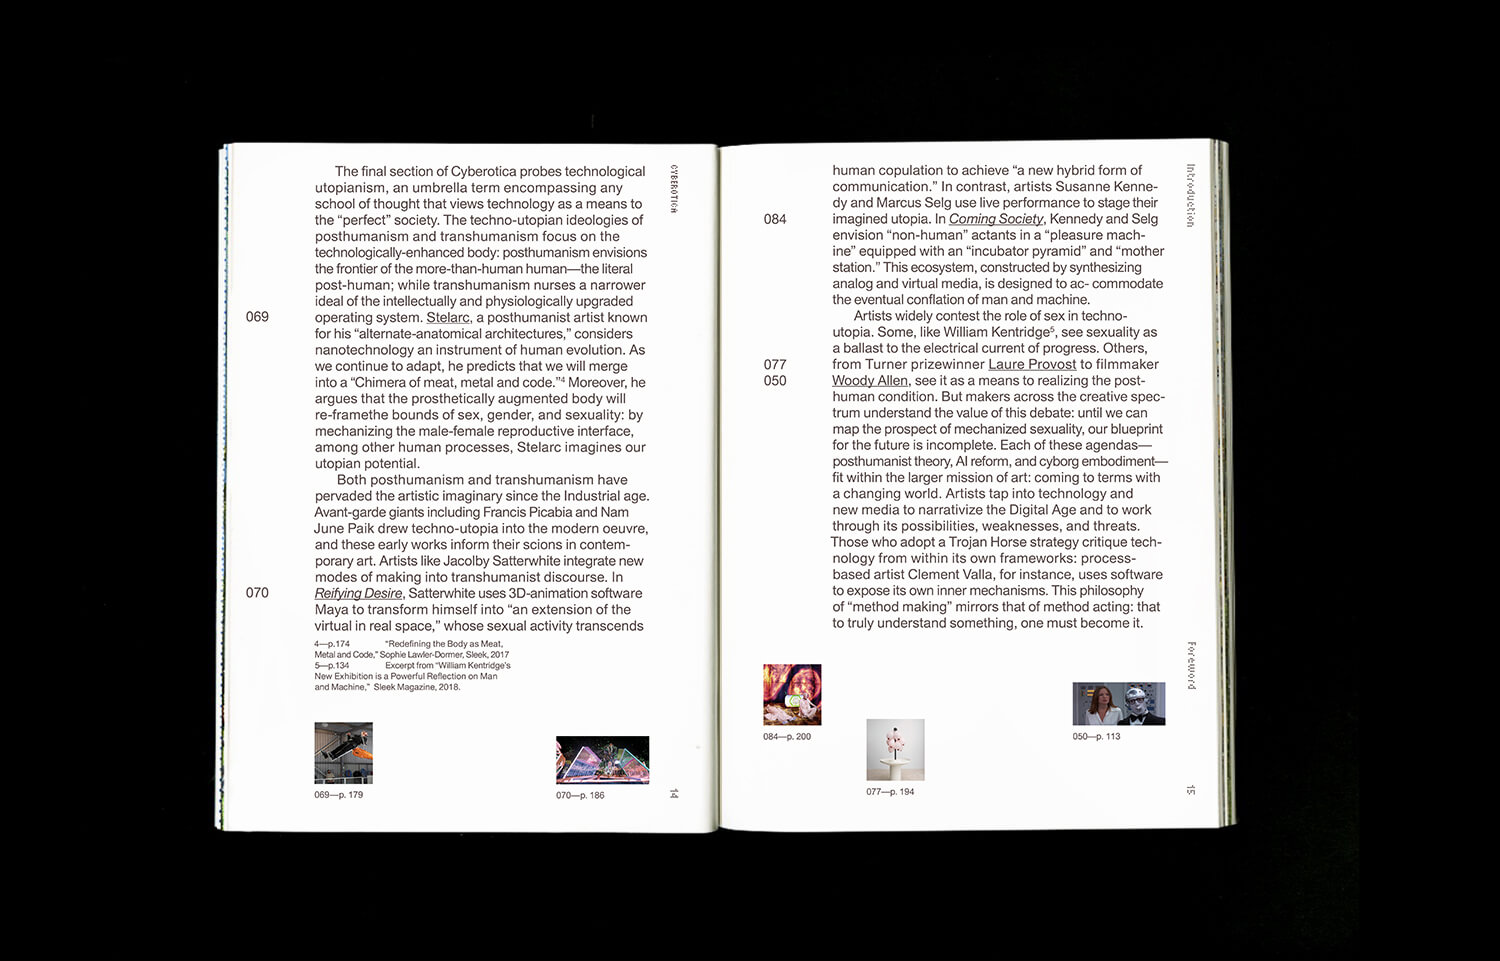 The final section of Cyberotica probes technological
utopianism, an umbrella term encompassing any
school of thought that views technology as a means to
the “perfect” society. The techno-utopian ideologies of
posthumanism and transhumanism focus on the
technologically-enhanced body: posthumanism envisions
the frontier of the more-than-human human—the literal
post-human; while transhumanism nurses a narrower
ideal of the intellectually and physiologically upgraded
069
operating system. Stelarc, a posthumanist artist known
for his “alternate-anatomical architectures,” considers
nanotechnology an instrument of human evolution. As
we continue to adapt, he predicts that we will merge
into a “Chimera of meat, metal and code.”4 Moreover, he
argues that the prosthetically augmented body will
re-framethe bounds of sex, gender, and sexuality: by
mechanizing the male-female reproductive interface,
among other human processes, Stelarc imagines our
utopian potential.
Both posthumanism and transhumanism have
pervaded the artistic imaginary since the Industrial age.
Avant-garde giants including Francis Picabia and Nam
June Paik drew techno-utopia into the modern oeuvre,
and these early works inform their scions in contem-
porary art. Artists like Jacolby Satterwhite integrate new
modes of making into transhumanist discourse. In
070
Reifying Desire, Satterwhite uses 3D-animation software
Maya to transform himself into “an extension of the
virtual in real space,” whose sexual activity transcends
4—p.174 “Redefining the Body as Meat,
Metal and Code,” Sophie Lawler-Dormer, Sleek, 2017
5—p.134 Excerpt from “William Kentridge's
New Exhibition is a Powerful Reflection on Man
and Machine,” Sleek Magazine, 2018.
069—p. 179
070—p. 186
CYBEROTICA
14
human copulation to achieve “a new hybrid form of
communication.” In contrast, artists Susanne Kenne-
dy and Marcus Selg use live performance to stage their
084
imagined utopia. In Coming Society, Kennedy and Selg
envision “non-human” actants in a “pleasure mach-
ine” equipped with an “incubator pyramid” and “mother
station.” This ecosystem, constructed by synthesizing
analog and virtual media, is designed to ac- commodate
the eventual conflation of man and machine.
Artists widely contest the role of sex in techno-
utopia. Some, like William Kentridge5, see sexuality as
a ballast to the electrical current of progress. Others,
077
from Turner prizewinner Laure Provost to filmmaker
050
Woody Allen, see it as a means to realizing the post-
human condition. But makers across the creative spec-
trum understand the value of this debate: until we can
map the prospect of mechanized sexuality, our blueprint
for the future is incomplete. Each of these agendas—
posthumanist theory, AI reform, and cyborg embodiment—
fit within the larger mission of art: coming to terms with
a changing world. Artists tap into technology and
new media to narrativize the Digital Age and to work
through its possibilities, weaknesses, and threats.
Those who adopt a Trojan Horse strategy critique tech-
nology from within its own frameworks: process-
based artist Clement Valla, for instance, uses software
to expose its own inner mechanisms. This philosophy
of “method making” mirrors that of method acting: that
to truly understand something, one must become it.
084—p. 200
077—p. 194
050—p. 113
Introduction
Foreword
15